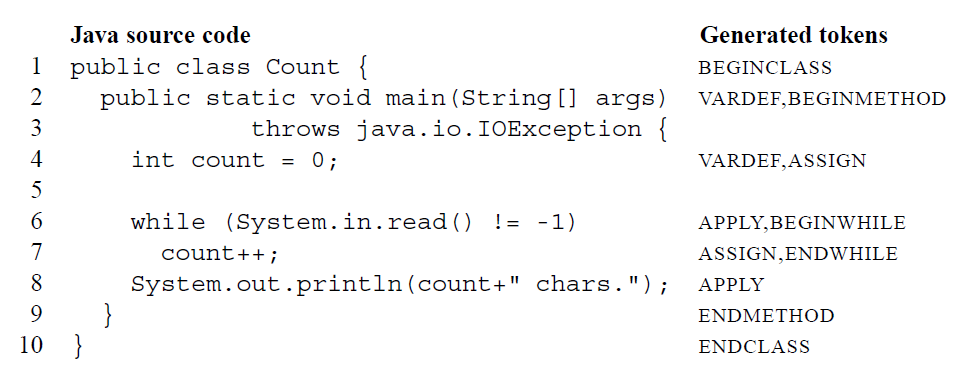 Java source code Generated tokens
1 public class Count { BEGINCLASS
2 public static void main(String[] args) VARDEF,BEGINMETHOD
3 throws java.io.IOException {
4 int count = 0; VARDEF,ASSIGN
5
6 while (System.in.read() != -1) APPLY,BEGINWHILE
7 count++; ASSIGN,ENDWHILE
8 System.out.println(count+" chars."); APPLY
9 } ENDMETHOD
10 } ENDCLASS